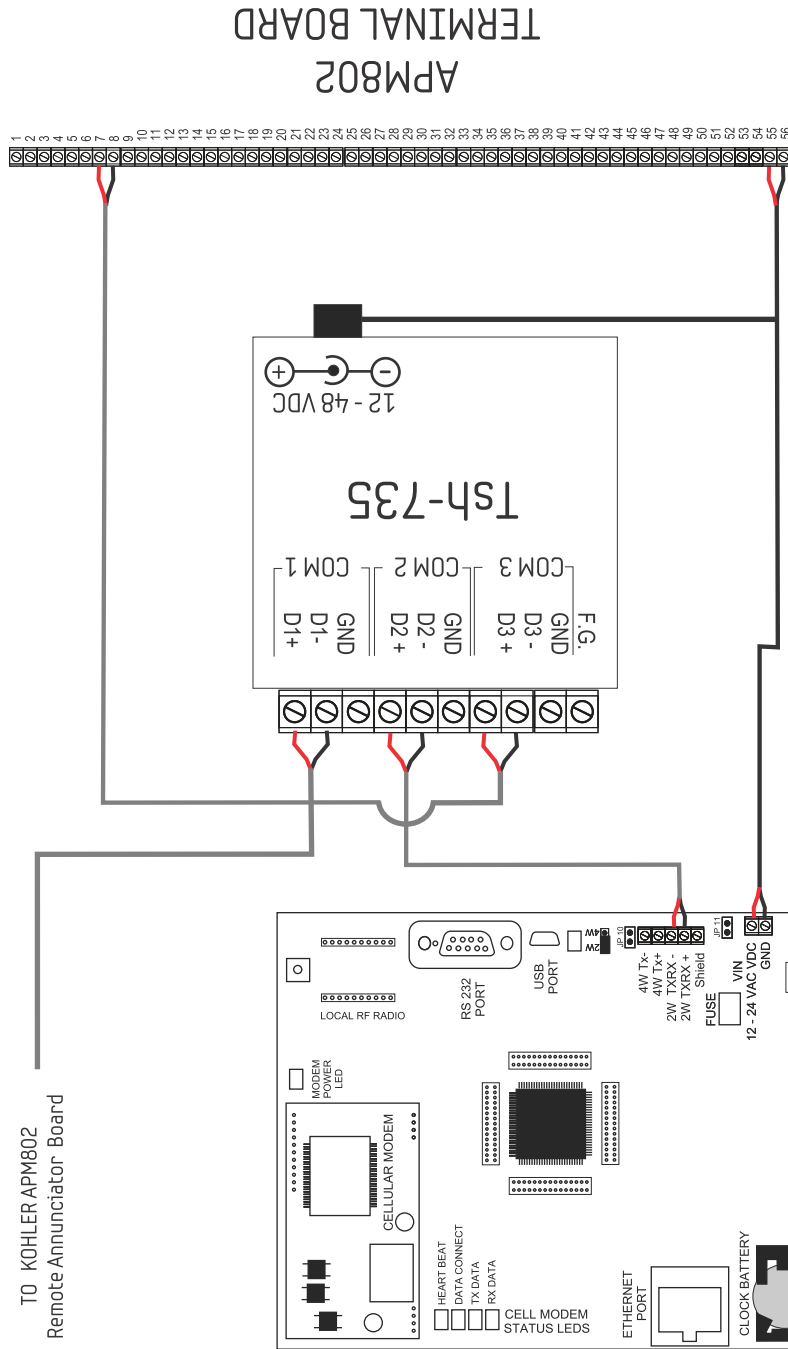 APM802
TERMINAL BOARD
1
2
3
4
5
6
7
8
9
10
11
12
13
14
15
16
17
18
19
20
21
22
23
24
25
26
27
28
29
30
31
32
33
34
35
36
37
38
39
40
41
42
43
44
45
46
47
48
49
50
51
52
53
54
55
56
12 - 48 VDC
Tsh-735
COM 1
COM 2
COM 3
D1+
D1-
GND
D2 +
D2 -
GND
D3 +
D3 -
GND
F.G.
TO KOHLER APM802
Remote Annunciator Board
LOCAL RF RADIO
RS 232
PORT
USB
PORT
2W
4W
JP 10
4W Tx-
4W Tx+
2W TXRX -
2W TXRX +
Shield
JP 11
FUSE
VIN
12 - 24 VAC VDC
GND
MODEM
POWER
LED
CELLULAR MODEM
HEART BEAT
DATA CONNECT
TX DATA
RX DATA
CELL MODEM
STATUS LEDS
ETHERNET
PORT
CLOCK BATTERY